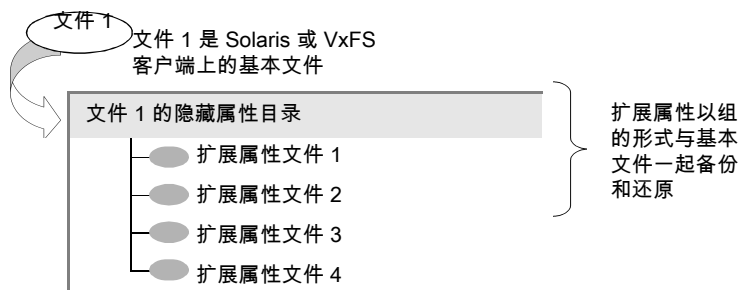 文件 1
文件 1 是 Solaris 或 VxFS
客户端上的基本文件
文件 1 的隐藏属性目录
扩展属性文件 1
扩展属性文件 2
扩展属性文件 3
扩展属性文件 4
扩展属性以组
的形式与基本
文件一起备份
和还原